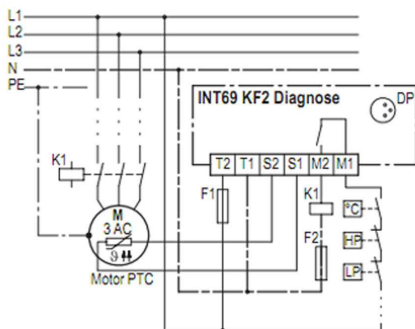 L1
L2
L3
N
PE
INT69 KF2 Diagnose
DP
T2 T1 S2 S1 M2 M1
K1
F1
K1
°C
M
3 AC
ϑ
F2
HP
LP
Motor PTC